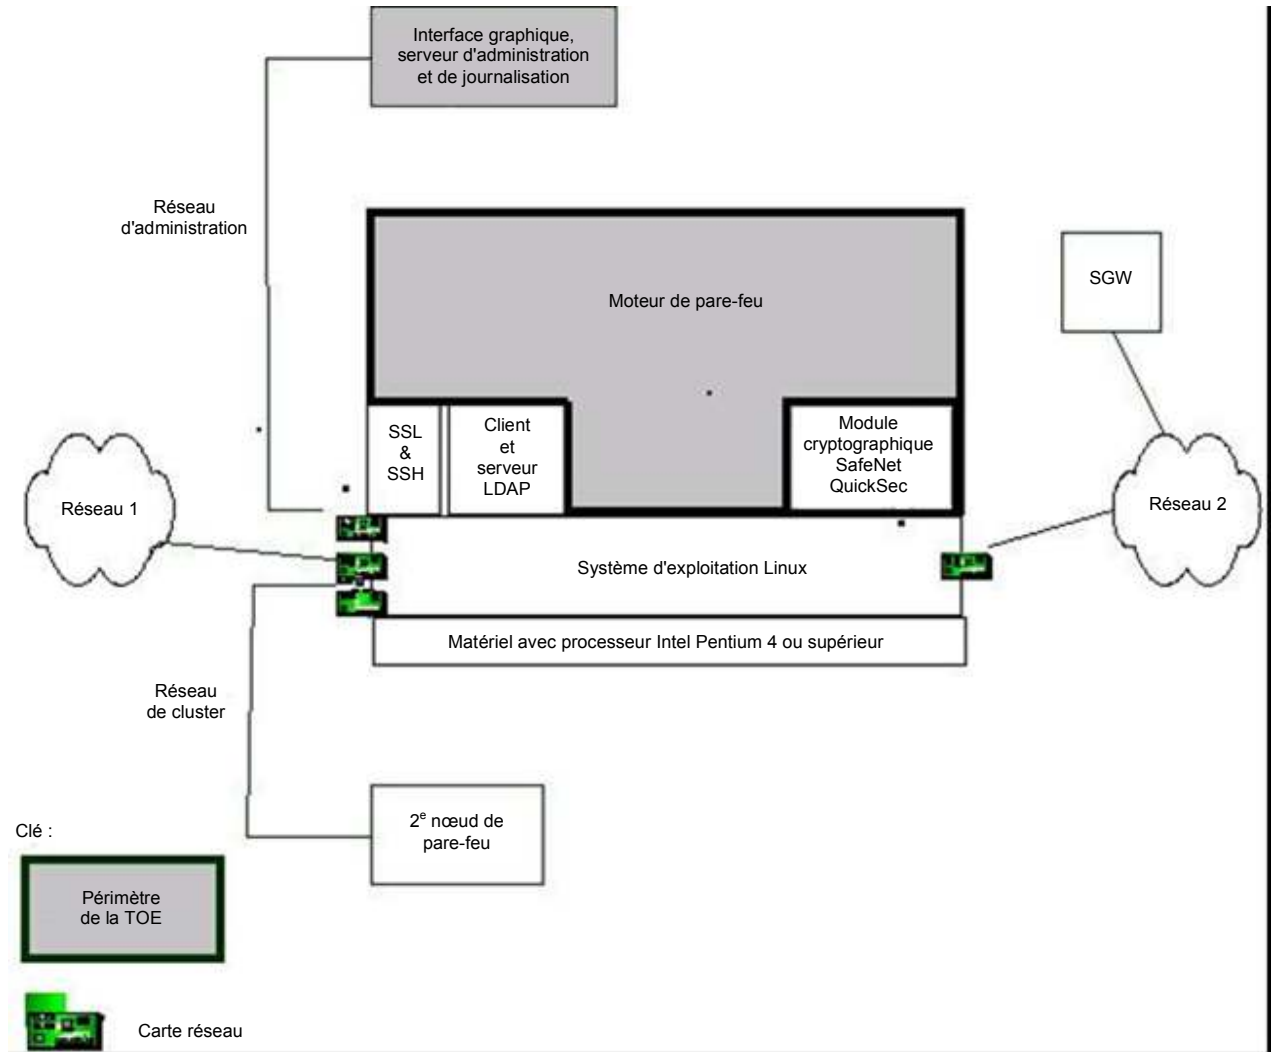 Interface graphique,
serveur d'administration
et de journalisation
Réseau
d'administration
Moteur de pare-feu
SGW
SSL
&
SSH
Client
et
serveur
LDAP
Module
cryptographique
SafeNet
QuickSec
Réseau 1
Réseau 2
Système d'exploitation Linux
Matériel avec processeur Intel Pentium 4 ou supérieur
Réseau
de cluster
2e nœud de
pare-feu
Clé :
Périmètre
de la TOE
Carte réseau